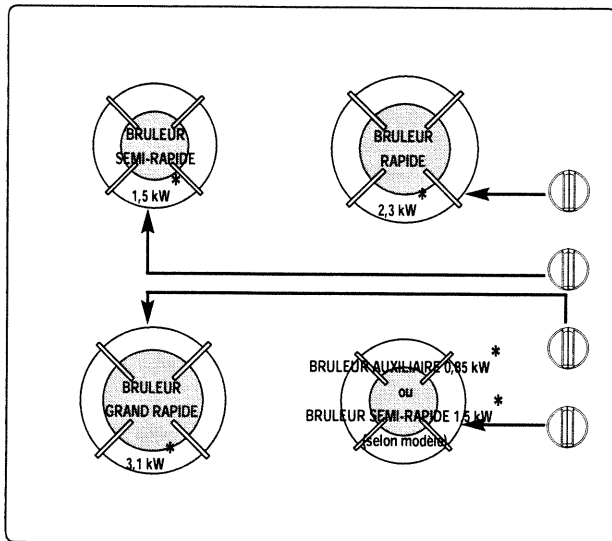 BRULEUR
SEMI-RAPIDE
*
1,5 kW
BRULEUR
RAPIDE
*
2,3 kW
BRULEUR
GRAND RAPIDE
*
3,1 kW
*
BRULEUR AUXILIAIRE 0,85 kW
ou
*
BRULEUR SEMI-RAPIDE 1,5 kW
(selon modèle)